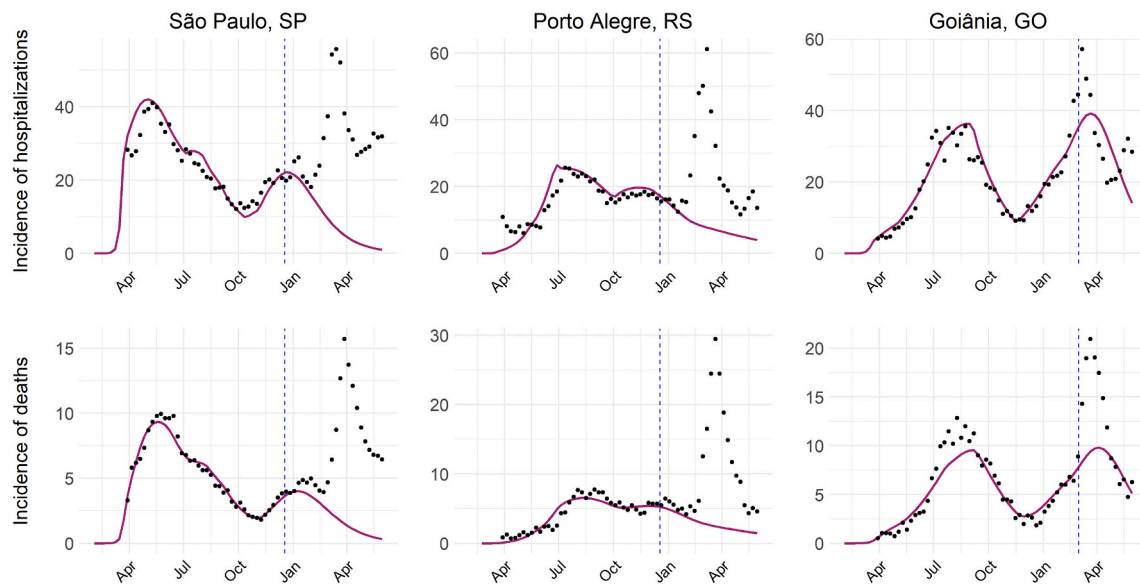 São Paulo, SP
Porto Alegre, RS
Goiânia, GO
Incidence of hospitalizations
40
20
0
Apr
Jul
Oct
Jan
Apr
60
40
20
0
Apr
Jul
Oct
Jan
Apr
60
40
20
0
Apr
Jul
Oct
Jan
Apr
Incidence of deaths
15
10
5
0
Apr
Jul
Oct
Jan
Apr
30
20
10
0
Apr
Jul
Oct
Jan
Apr
20
15
10
5
0
Apr
Jul
Oct
Jan
Apr